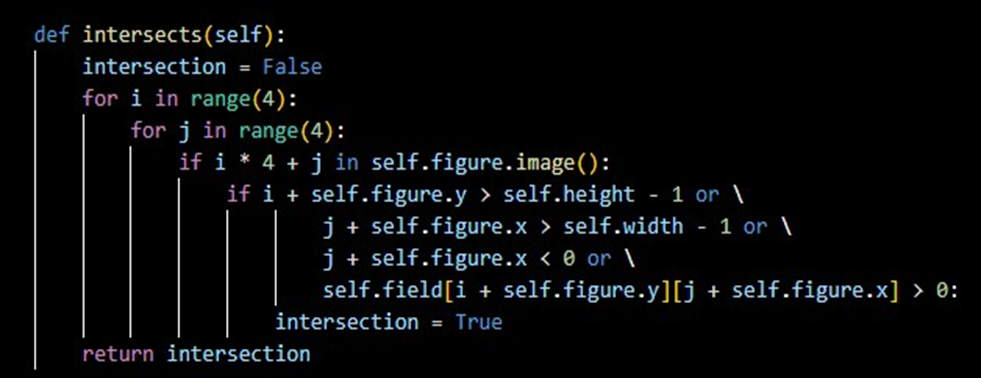 def intersects(self):
    intersection = False
    for i in range(4):
        for j in range(4):
            if i * 4 + j in self.figure.image():
                if i + self.figure.y > self.height - 1 or \
                        j + self.figure.x > self.width - 1 or \
                        j + self.figure.x < 0 or \
                        self.field[i + self.figure.y][j + self.figure.x] > 0:
                    intersection = True
    return intersection